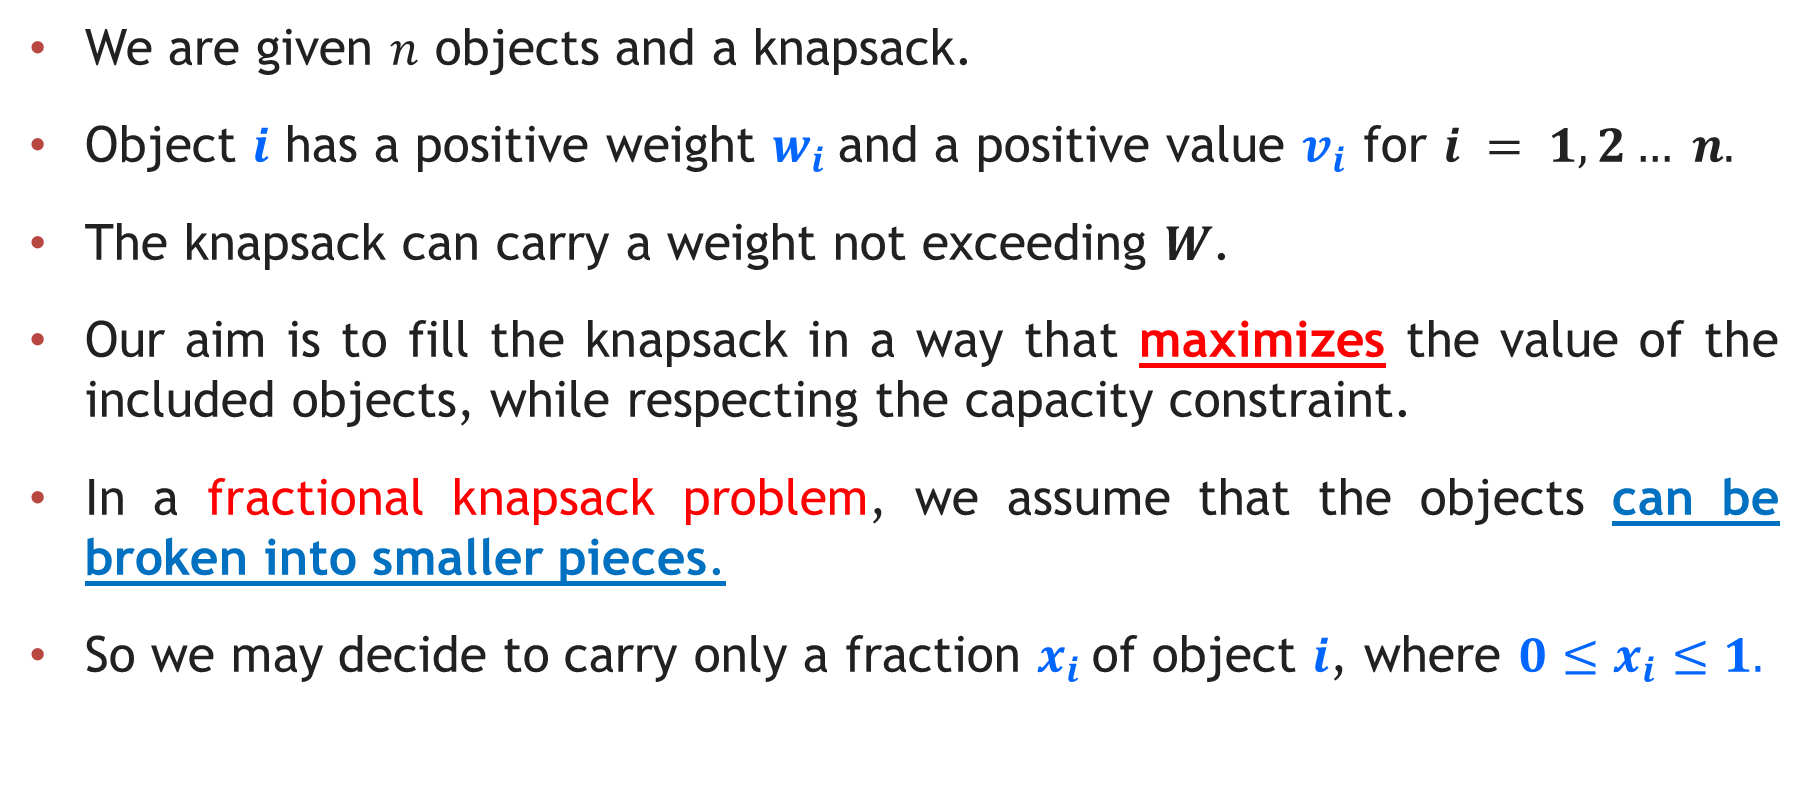 • We are given n objects and a knapsack.
• Object i has a positive weight wᵢ and a positive value vᵢ for i = 1, 2 … n.
• The knapsack can carry a weight not exceeding W.
• Our aim is to fill the knapsack in a way that maximizes the value of the
included objects, while respecting the capacity constraint.
• In a fractional knapsack problem, we assume that the objects can be
broken into smaller pieces.
• So we may decide to carry only a fraction xᵢ of object i, where 0 ≤ xᵢ ≤ 1.